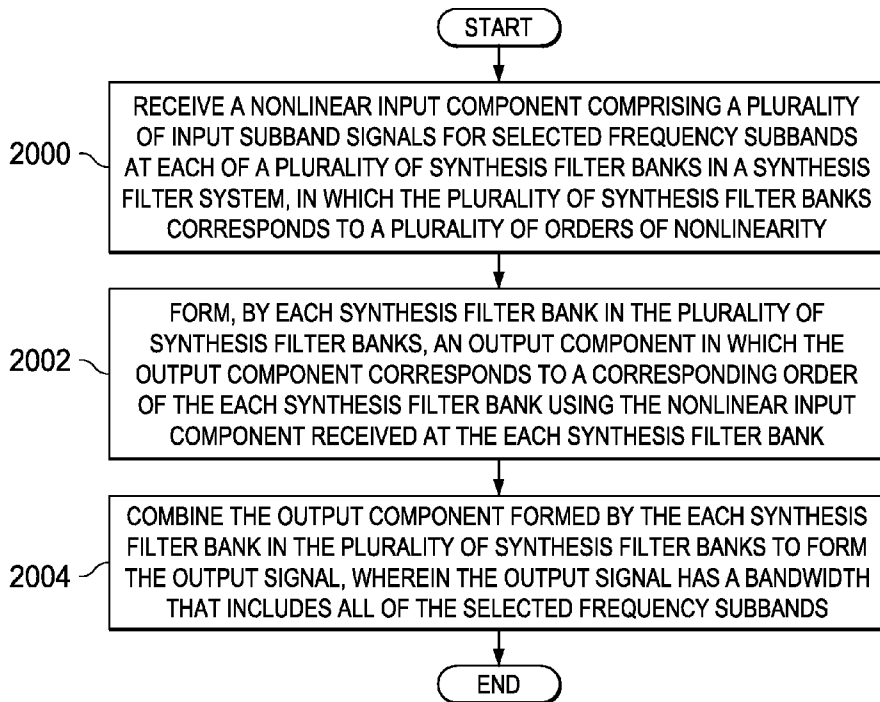 START
2000
RECEIVE A NONLINEAR INPUT COMPONENT COMPRISING A PLURALITY
OF INPUT SUBBAND SIGNALS FOR SELECTED FREQUENCY SUBBANDS
AT EACH OF A PLURALITY OF SYNTHESIS FILTER BANKS IN A SYNTHESIS
FILTER SYSTEM, IN WHICH THE PLURALITY OF SYNTHESIS FILTER BANKS
CORRESPONDS TO A PLURALITY OF ORDERS OF NONLINEARITY
2002
FORM, BY EACH SYNTHESIS FILTER BANK IN THE PLURALITY OF
SYNTHESIS FILTER BANKS, AN OUTPUT COMPONENT IN WHICH THE
OUTPUT COMPONENT CORRESPONDS TO A CORRESPONDING ORDER
OF THE EACH SYNTHESIS FILTER BANK USING THE NONLINEAR INPUT
COMPONENT RECEIVED AT THE EACH SYNTHESIS FILTER BANK
2004
COMBINE THE OUTPUT COMPONENT FORMED BY THE EACH SYNTHESIS
FILTER BANK IN THE PLURALITY OF SYNTHESIS FILTER BANKS TO FORM
THE OUTPUT SIGNAL, WHEREIN THE OUTPUT SIGNAL HAS A BANDWIDTH
THAT INCLUDES ALL OF THE SELECTED FREQUENCY SUBBANDS
END